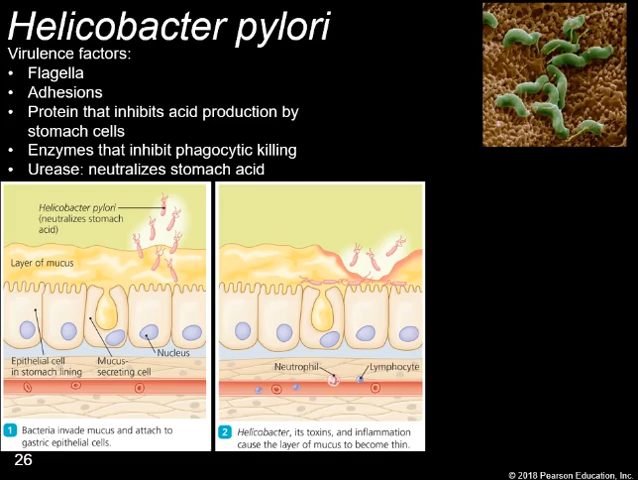 Helicobacter pylori
Virulence factors:
• Flagella
• Adhesions
• Protein that inhibits acid production by
stomach cells
• Enzymes that inhibit phagocytic killing
• Urease: neutralizes stomach acid
Helicobacter pylori
(neutralizes stomach
acid)
Layer of mucus
Nucleus
Epithelial cell
in stomach lining
Mucus-
secreting cell
1 Bacteria invade mucus and attach to
gastric epithelial cells.
Neutrophil
Lymphocyte
2 Helicobacter, its toxins, and inflammation
cause the layer of mucus to become thin.
26
© 2018 Pearson Education, Inc.